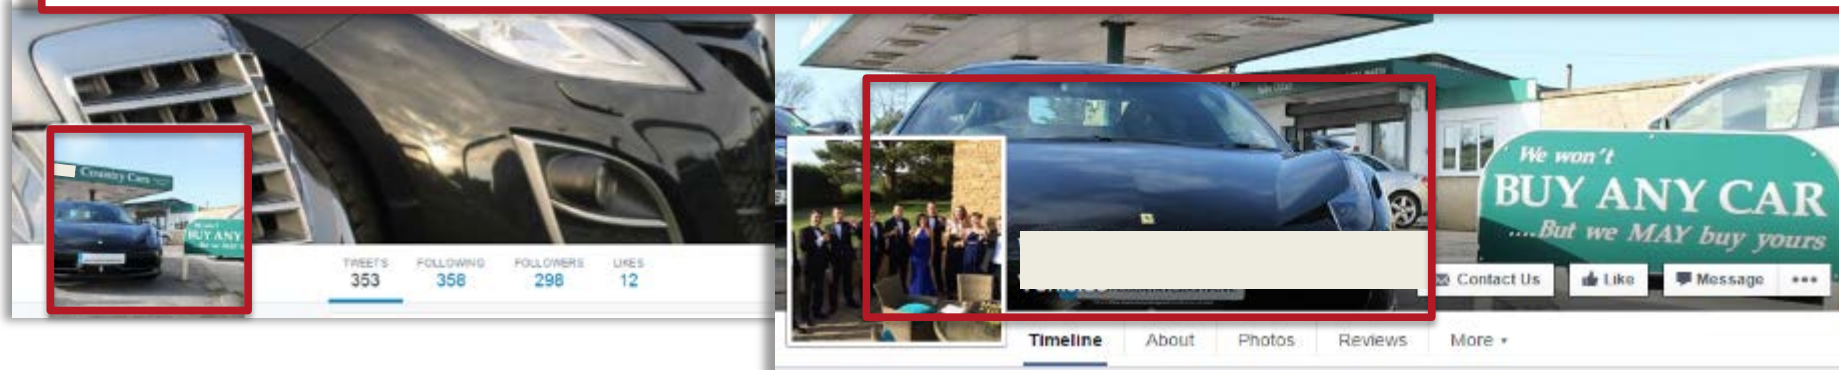 Country Cars
BUY ANY
TWEETS FOLLOWING FOLLOWERS LIKES
353 358 298 12
We won't
BUY ANY CAR
....But we MAY buy yours
Contact Us Like Message •••
Timeline About Photos Reviews More